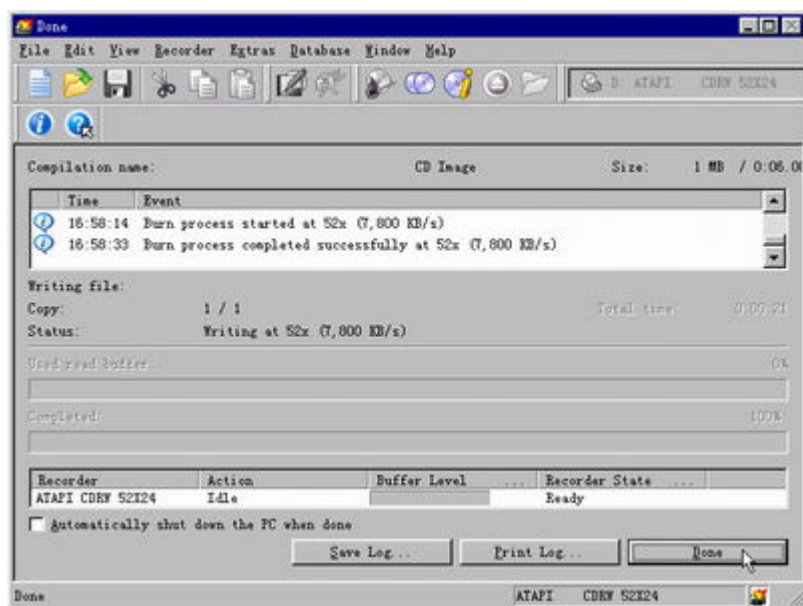 Done
File Edit View Recorder Extras Database Window Help
D: ATAPI CDRW 52X24
Compilation name: CD Image Size: 1 MB / 0:06.0
Time Event
16:58:14 Burn process started at 52x (7,800 KB/s)
16:58:33 Burn process completed successfully at 52x (7,800 KB/s)
Writing file:
Copy: 1 / 1 Total time: 0:00:21
Status: Writing at 52x (7,800 KB/s)
Used read buffer: 0%
Completed: 100%
Recorder Action Buffer Level ... Recorder State ...
ATAPI CDRW 52X24 Idle Ready
Automatically shut down the PC when done
Save Log... Print Log... Done
Done ATAPI CDRW 52X24